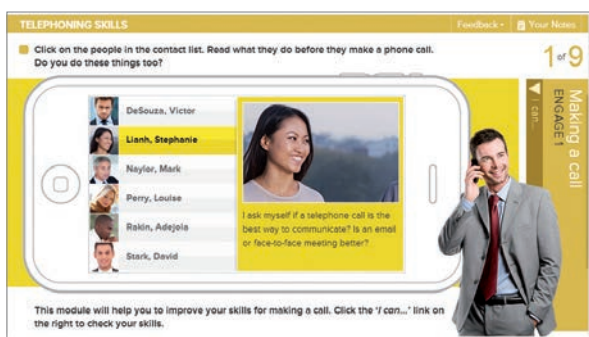 TELEPHONING SKILLS
Feedback
Your Notes
Click on the people in the contact list. Read what they do before they make a phone call.
Do you do these things too?
1 of 9
DeSouza, Victor
Lianh, Stephanie
Naylor, Mark
Perry, Louise
Rakin, Adejola
Stark, David
I ask myself if a telephone call is the
best way to communicate? Is an email
or face-to-face meeting better?
Making a call
ENGAGE 1
I can...
This module will help you to improve your skills for making a call. Click the 'I can...' link on
the right to check your skills.